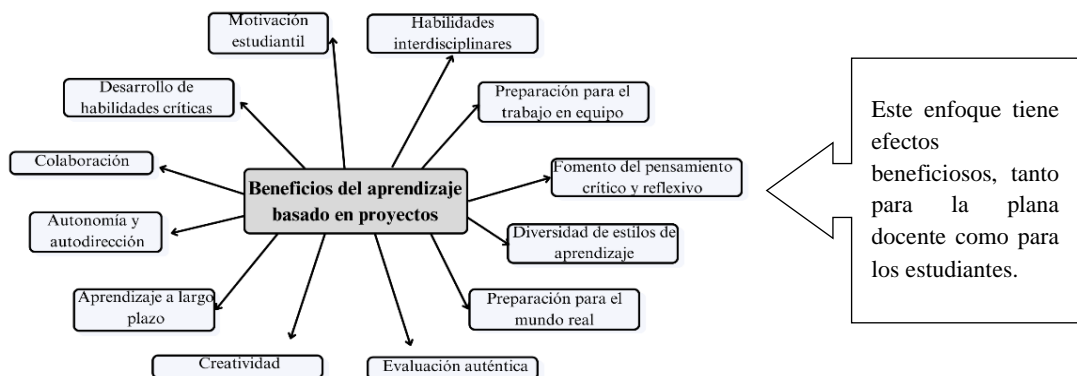 Motivación
estudiantil
Habilidades
interdisciplinares
Desarrollo de
habilidades críticas
Preparación para el
trabajo en equipo
Colaboración
Beneficios del aprendizaje
basado en proyectos
Fomento del pensamiento
crítico y reflexivo
Autonomía y
autodirección
Diversidad de estilos de
aprendizaje
Aprendizaje a largo
plazo
Preparación para el
mundo real
Creatividad
Evaluación auténtica
Este enfoque tiene
efectos
beneficiosos, tanto
para la plana
docente como para
los estudiantes.